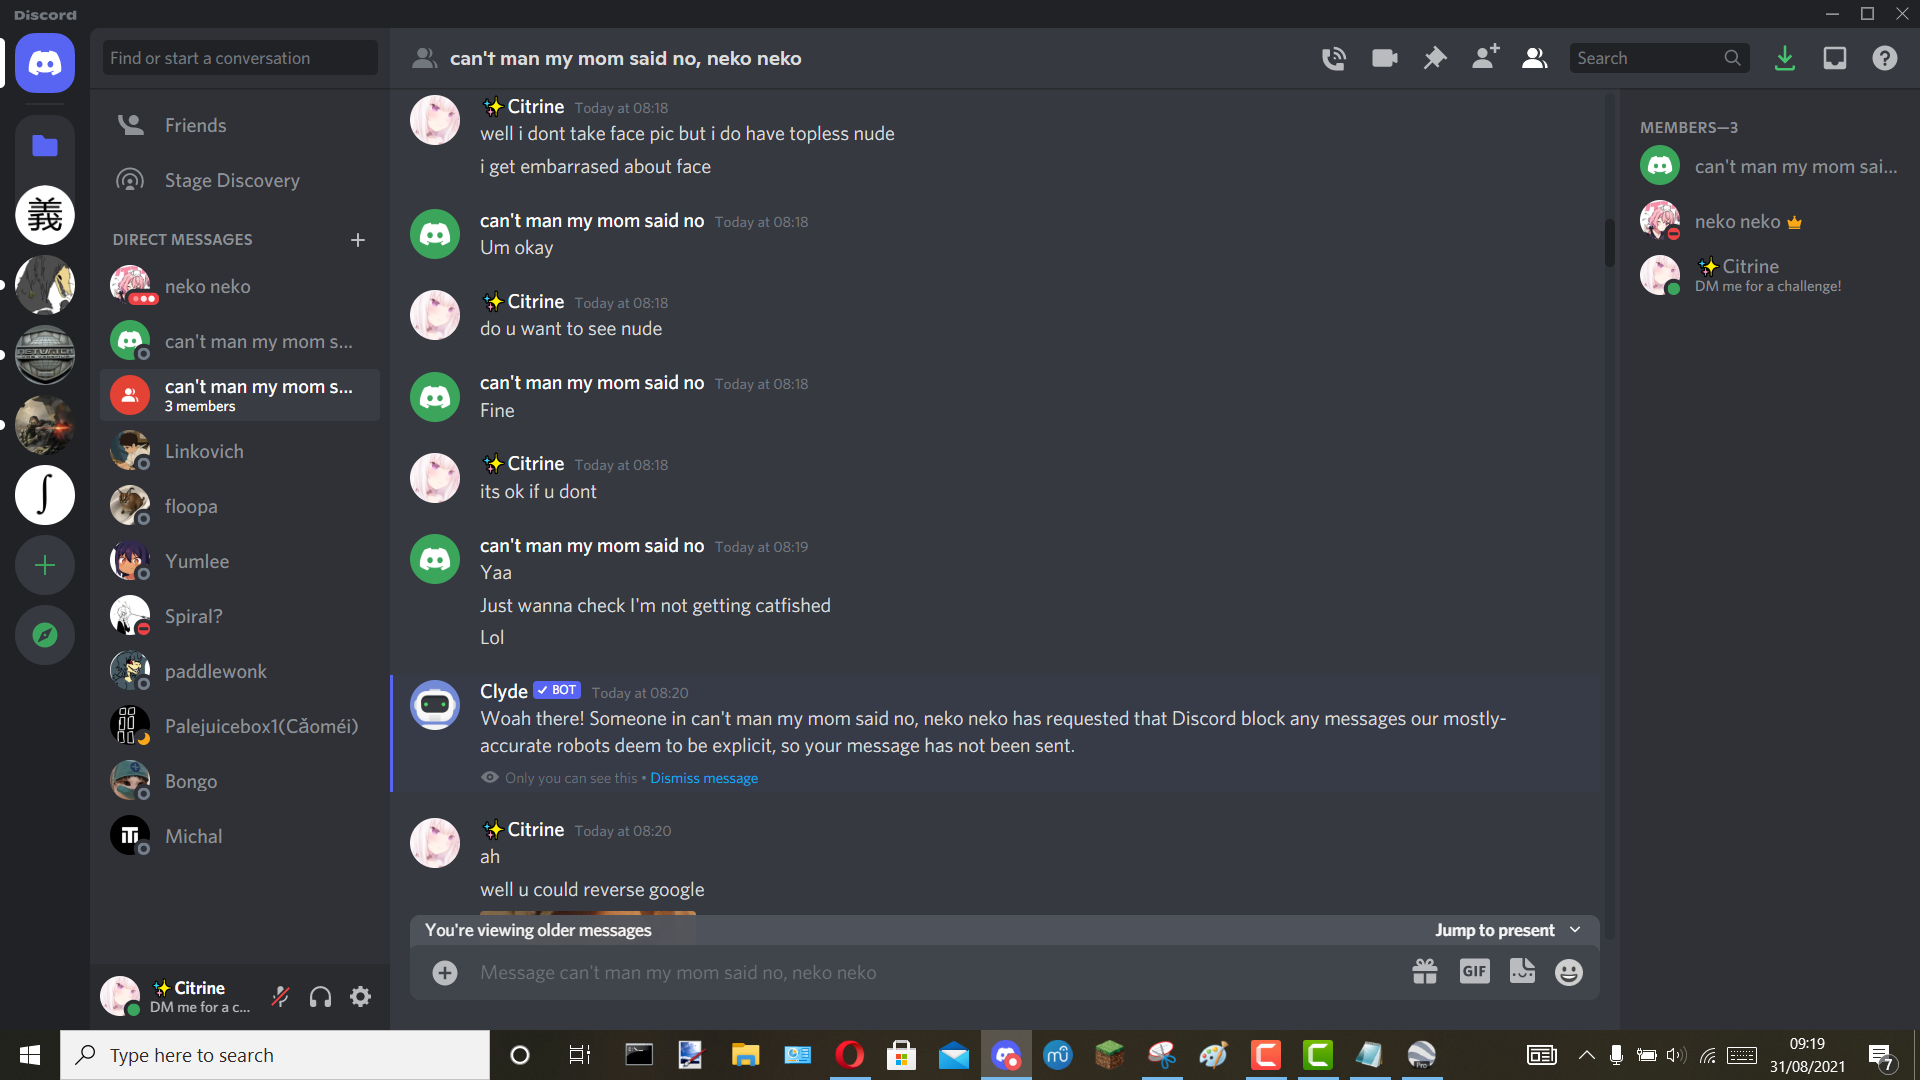 Discord
Find or start a conversation
can't man my mom said no, neko neko
Search
Friends
Stage Discovery
DIRECT MESSAGES
neko neko
can't man my mom s...
can't man my mom s...
3 members
Linkovich
floopa
Yumlee
Spiral?
paddlewonk
Palejuicebox1(Cǎoméi)
Bongo
Michal
✨Citrine
DM me for a c...
義
∫
✨Citrine Today at 08:18
well i dont take face pic but i do have topless nude
i get embarrased about face
can't man my mom said no Today at 08:18
Um okay
✨Citrine Today at 08:18
do u want to see nude
can't man my mom said no Today at 08:18
Fine
✨Citrine Today at 08:18
its ok if u dont
can't man my mom said no Today at 08:19
Yaa
Just wanna check I'm not getting catfished
Lol
Clyde ✓ BOT Today at 08:20
Woah there! Someone in can't man my mom said no, neko neko has requested that Discord block any messages our mostly-
accurate robots deem to be explicit, so your message has not been sent.
Only you can see this • Dismiss message
✨Citrine Today at 08:20
ah
well u could reverse google
You're viewing older messages
Jump to present
Message can't man my mom said no, neko neko
GIF
MEMBERS—3
can't man my mom sai...
neko neko
✨Citrine
DM me for a challenge!
Type here to search
09:19
31/08/2021
7